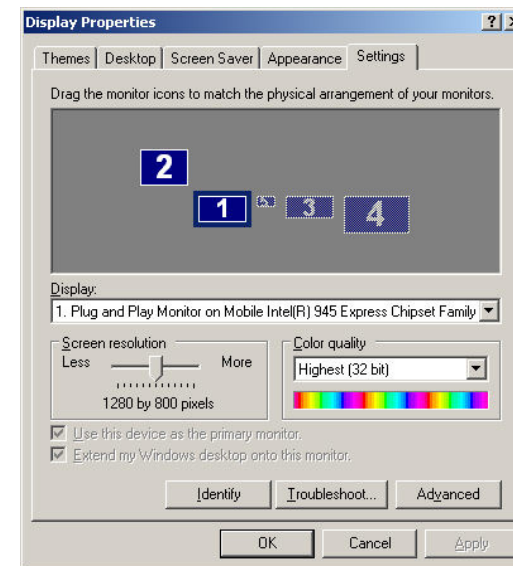 Display Properties
Themes Desktop Screen Saver Appearance Settings
Drag the monitor icons to match the physical arrangement of your monitors.
2
1 5 3 4
Display:
1. Plug and Play Monitor on Mobile Intel(R) 945 Express Chipset Family
Screen resolution
Less More
1280 by 800 pixels
Color quality
Highest (32 bit)
Use this device as the primary monitor.
Extend my Windows desktop onto this monitor.
Identify Troubleshoot... Advanced
OK Cancel Apply